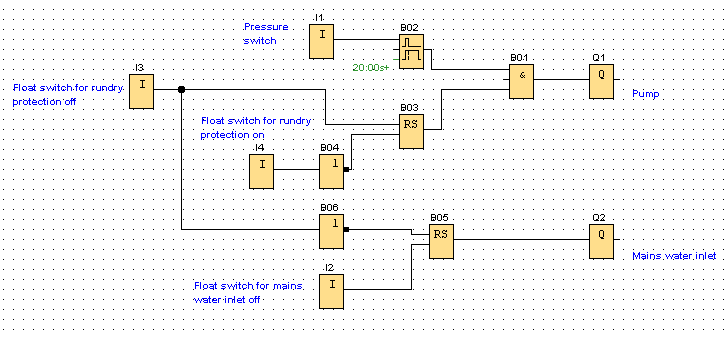 I1
Pressure
switch
I
B02
20:00s+
B01
&
Q1
Q
Pump
I3
I
Float switch for rundry
protection off
B03
RS
Float switch for rundry
protection on
I4
I
B04
1
B06
1
B05
RS
Q2
Q
Mains water inlet
I2
I
Float switch for mains
water inlet off